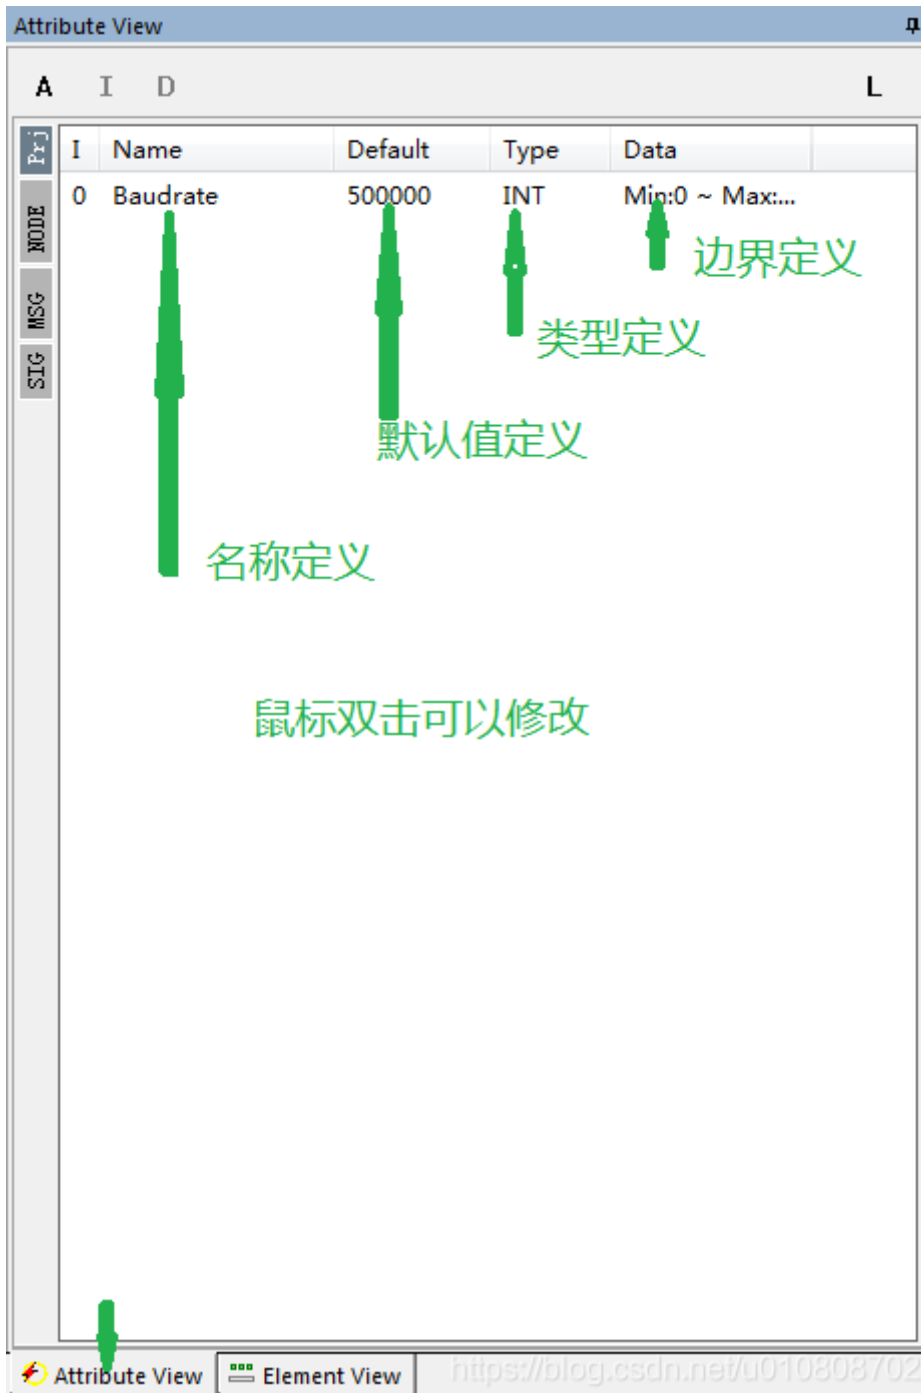 Attribute View
A I D L
Prj
I Name Default Type Data
0 Baudrate 500000 INT Min:0 ~ Max:...
NODE
MSG
SIG
边界定义
类型定义
默认值定义
名称定义
鼠标双击可以修改
Attribute View Element View
https://blog.csdn.net/u010808702